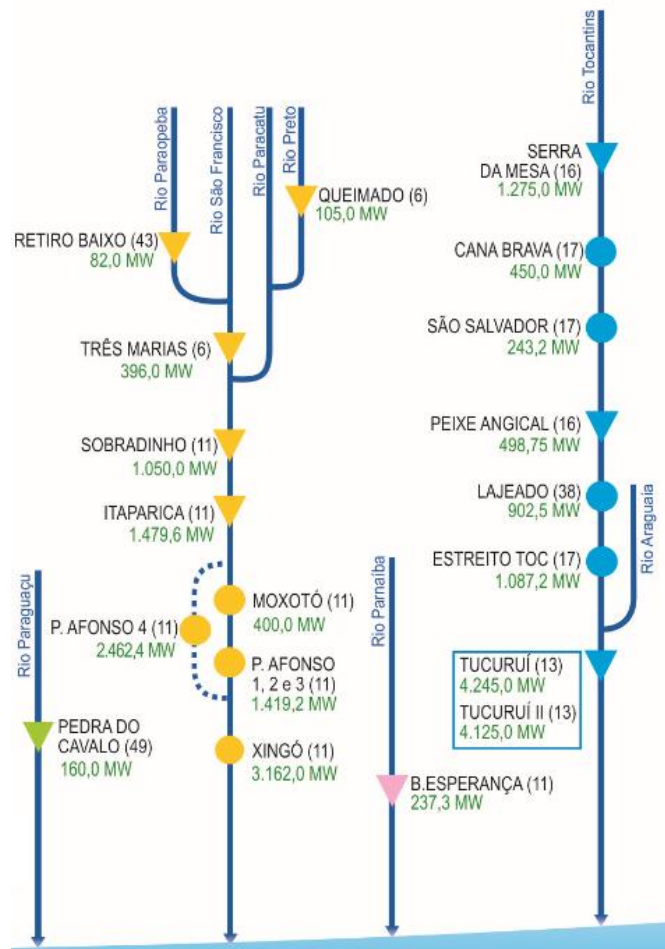 Rio Paraopeba
Rio São Francisco
Rio Paracatu
Rio Preto
QUEIMADO (6)
105,0 MW
RETIRO BAIXO (43)
82,0 MW
TRÊS MARIAS (6)
396,0 MW
SOBRADINHO (11)
1.050,0 MW
ITAPARICA (11)
1.479,6 MW
MOXOTÓ (11)
400,0 MW
P. AFONSO 4 (11)
2.462,4 MW
P. AFONSO
1, 2 e 3 (11)
1.419,2 MW
XINGÓ (11)
3.162,0 MW
Rio Paraguaçu
PEDRA DO
CAVALO (49)
160,0 MW
Rio Parnaíba
B.ESPERANÇA (11)
237,3 MW
Rio Tocantins
SERRA
DA MESA (16)
1.275,0 MW
CANA BRAVA (17)
450,0 MW
SÃO SALVADOR (17)
243,2 MW
PEIXE ANGICAL (16)
498,75 MW
LAJEADO (38)
902,5 MW
Rio Araguaia
ESTREITO TOC (17)
1.087,2 MW
TUCURUÍ (13)
4.245,0 MW
TUCURUÍ II (13)
4.125,0 MW